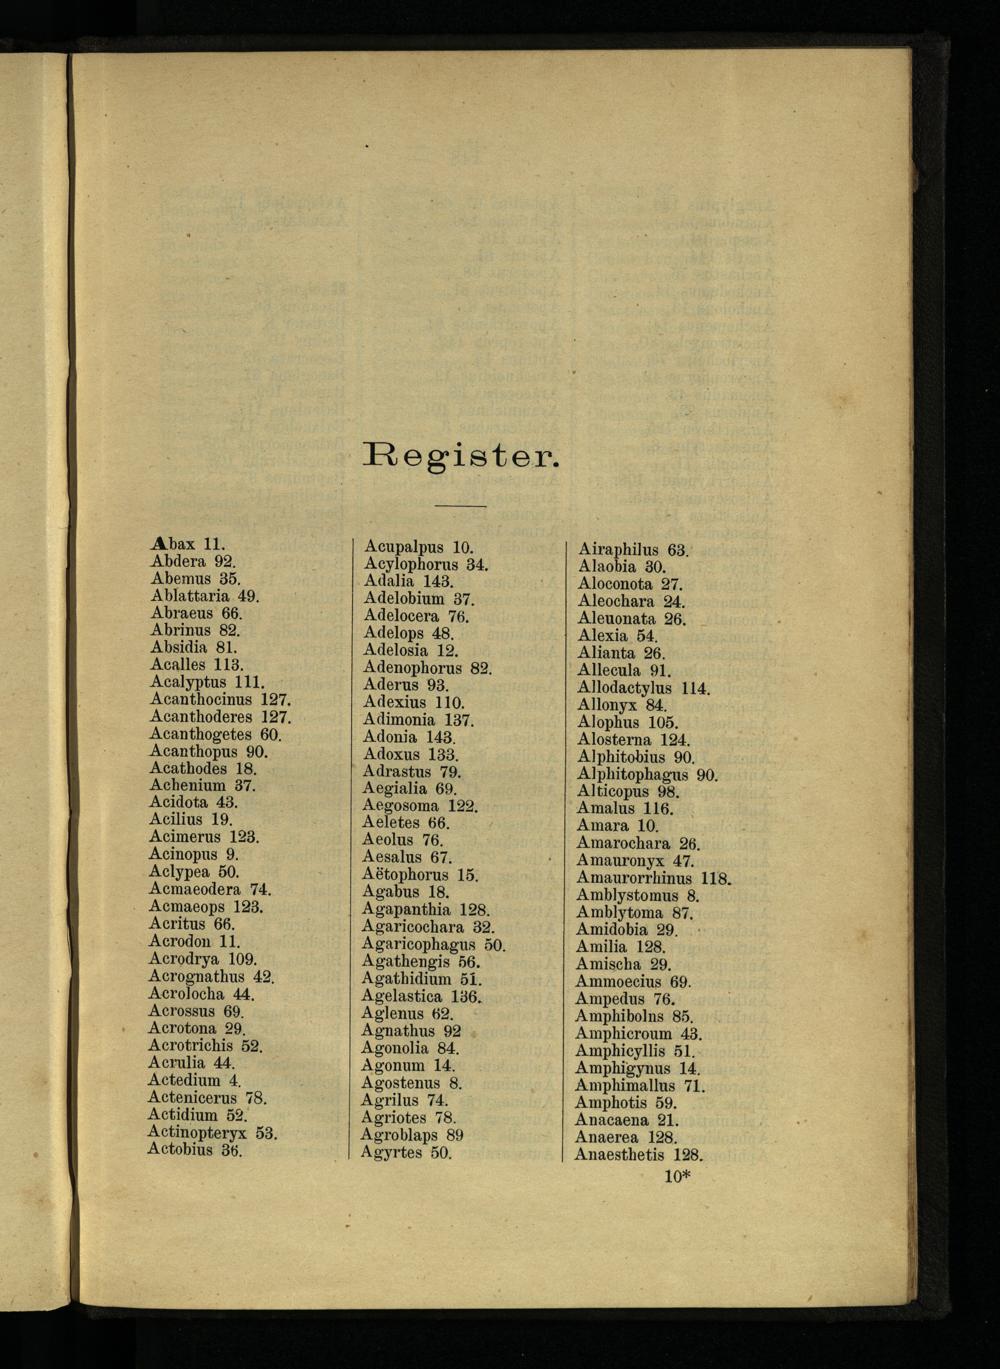 Register.
Abax 11.
Abdera 92.
Abemus 35.
Ablattaria 49.
Abraeus 66.
Abrinus 82.
Absidia 81.
Acalles 113.
Acalyptus 111.
Acanthocinus 127.
Acanthoderes 127.
Acanthogetes 60.
Acanthopus 90.
Acathodes 18.
Achenium 37.
Acidota 43.
Acilius 19.
Acimerus 123.
Acinopus 9.
Aclypea 50.
Acmaeodera 74.
Acmaeops 123.
Acritus 66.
Acrodon 11.
Acrodrya 109.
Acrognathus 42.
Acrolocha 44.
Acrossus 69.
Acrotona 29.
Acrotrichis 52.
Acrulia 44.
Actedium 4.
Actenicerus 78.
Actidium 52.
Actinopteryx 53.
Actobius 36.
Acupalpus 10.
Acylophorus 34.
Adalia 143.
Adelobium 37.
Adelocera 76.
Adelops 48.
Adelosia 12.
Adenophorus 82.
Aderus 93.
Adexius 110.
Adimonia 137.
Adonia 143.
Adoxus 133.
Adrastus 79.
Aegialia 69.
Aegosoma 122.
Aeletes 66.
Aeolus 76.
Aesalus 67.
Aëtophorus 15.
Agabus 18.
Agapanthia 128.
Agaricochara 32.
Agaricophagus 50.
Agathengis 56.
Agathidium 51.
Agelastica 136.
Aglenus 62.
Agnathus 92
Agonolia 84.
Agonum 14.
Agostenus 8.
Agrilus 74.
Agriotes 78.
Agroblaps 89
Agyrtes 50.
Airaphilus 63.
Alaobia 30.
Aloconota 27.
Aleochara 24.
Aleuonata 26.
Alexia 54.
Alianta 26.
Allecula 91.
Allodactylus 114.
Allonyx 84.
Alophus 105.
Alosterna 124.
Alphitobius 90.
Alphitophagus 90.
Alticopus 98.
Amalus 116.
Amara 10.
Amarochara 26.
Amauronyx 47.
Amaurorrhinus 118.
Amblystomus 8.
Amblytoma 87.
Amidobia 29.
Amilia 128.
Amischa 29.
Ammoecius 69.
Ampedus 76.
Amphibolns 85.
Amphicroum 43.
Amphicyllis 51.
Amphigynus 14.
Amphimallus 71.
Amphotis 59.
Anacaena 21.
Anaerea 128.
Anaesthetis 128.
10*